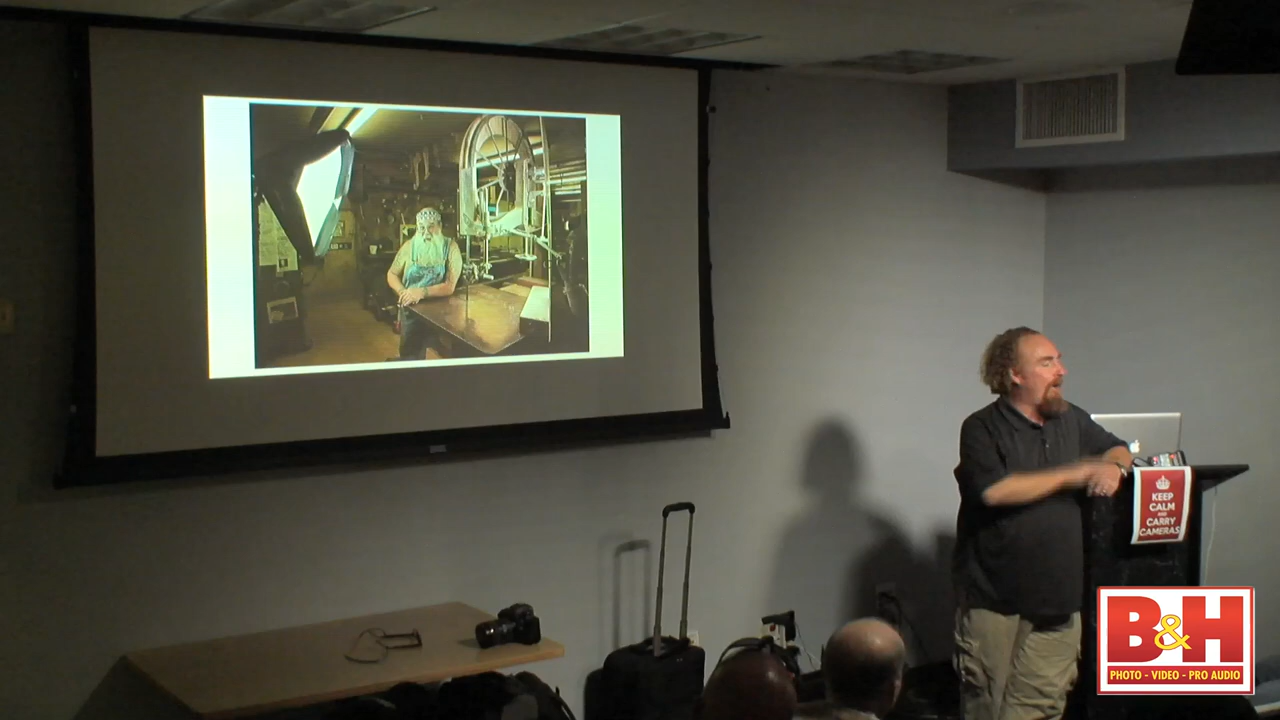 KEEP
CALM
AND
CARRY
CAMERAS
B&H
PHOTO - VIDEO - PRO AUDIO